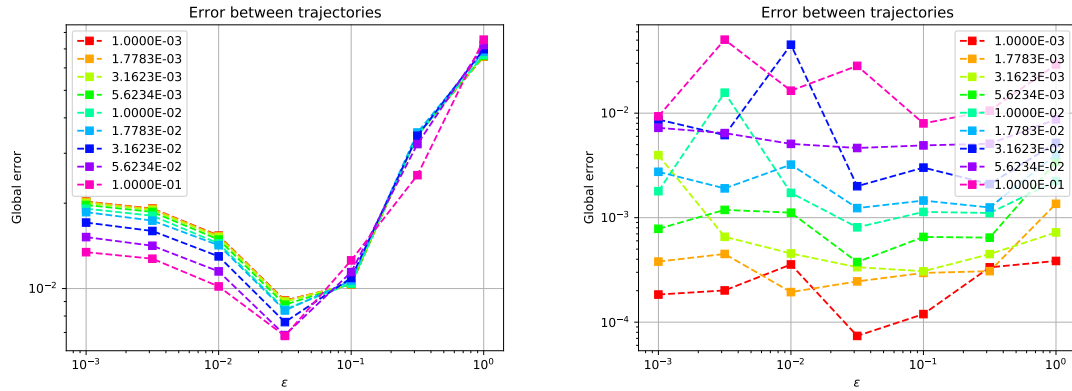 Error between trajectories
Global error
1.0000E-03
1.7783E-03
3.1623E-03
5.6234E-03
1.0000E-02
1.7783E-02
3.1623E-02
5.6234E-02
1.0000E-01
10⁻²
10⁻³ 10⁻² 10⁻¹ 10⁰
ε
Error between trajectories
Global error
1.0000E-03
1.7783E-03
3.1623E-03
5.6234E-03
1.0000E-02
1.7783E-02
3.1623E-02
5.6234E-02
1.0000E-01
10⁻²
10⁻³
10⁻⁴
10⁻³ 10⁻² 10⁻¹ 10⁰
ε